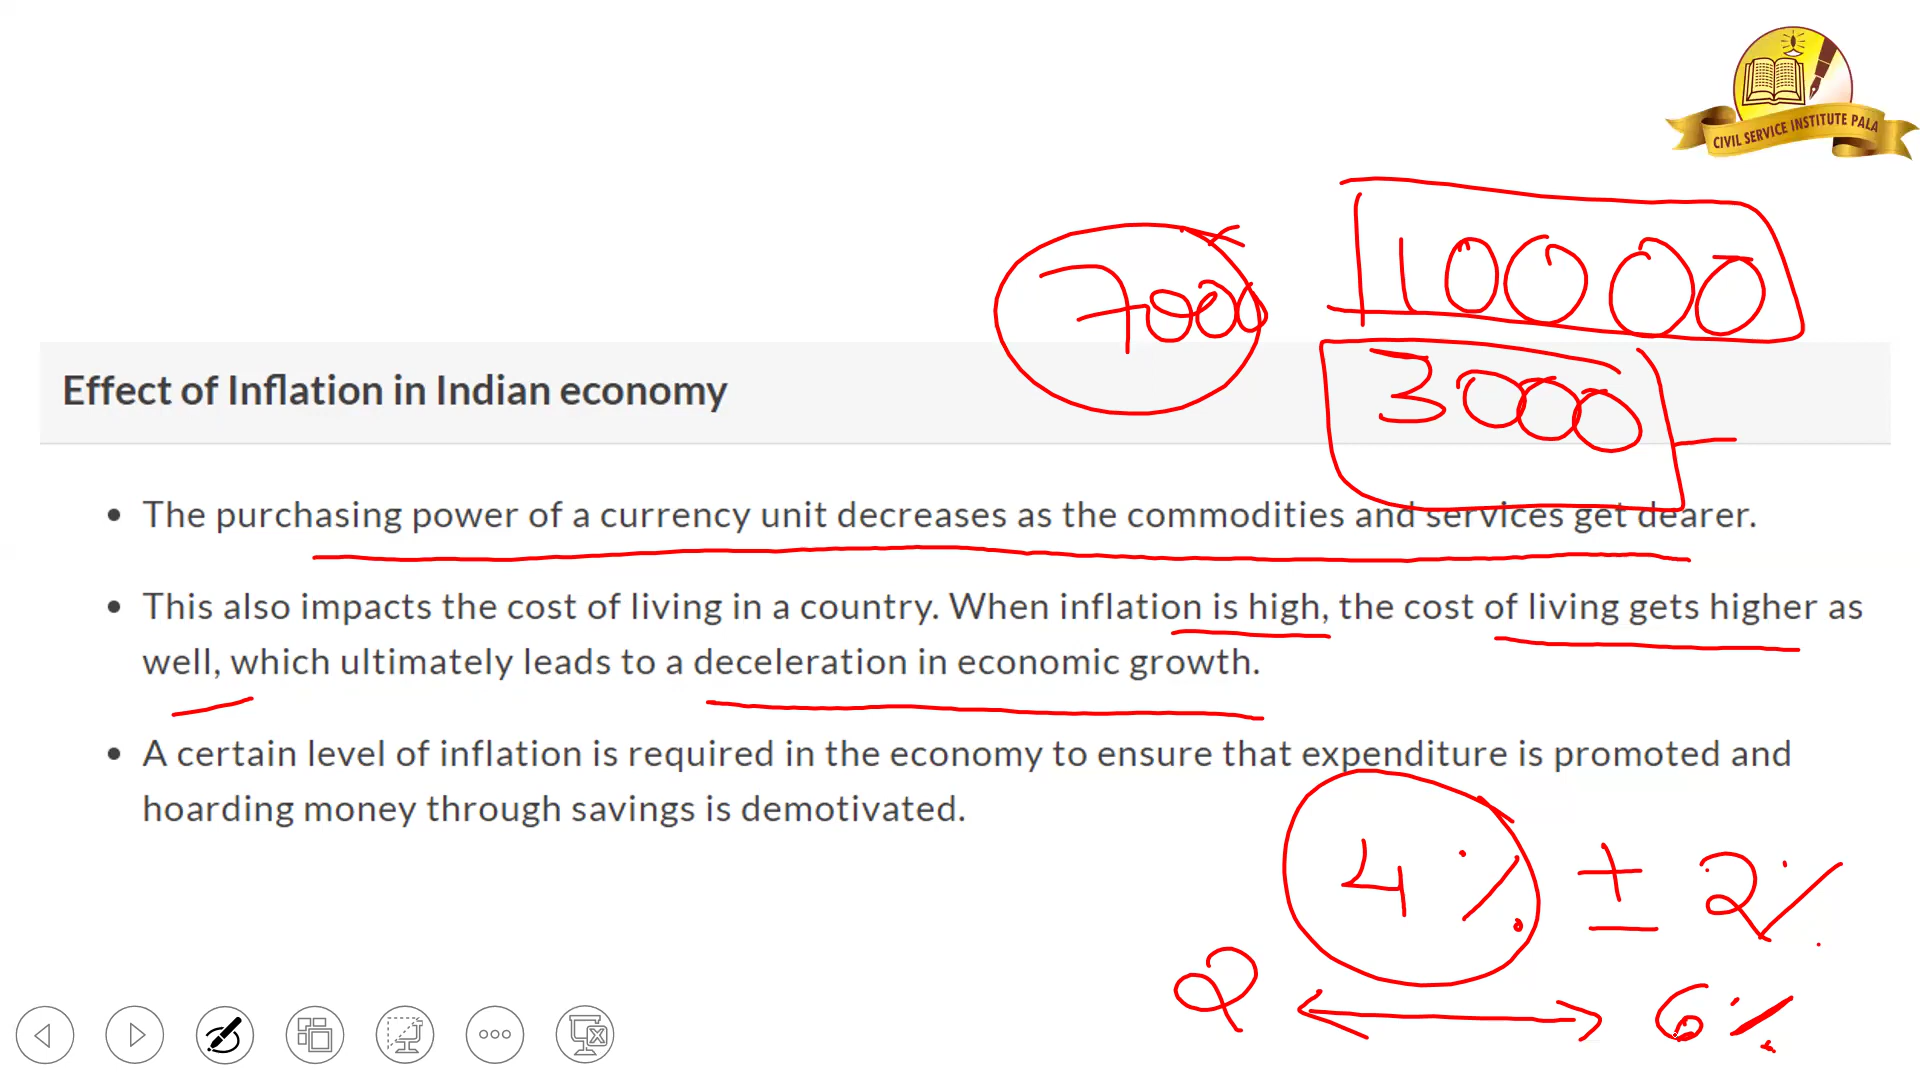 CIVIL SERVICE INSTITUTE PALA
10000
7000
3000
Effect of Inflation in Indian economy
• The purchasing power of a currency unit decreases as the commodities and services get dearer.
• This also impacts the cost of living in a country. When inflation is high, the cost of living gets higher as
well, which ultimately leads to a deceleration in economic growth.
• A certain level of inflation is required in the economy to ensure that expenditure is promoted and
hoarding money through savings is demotivated.
4% ± 2%
2 ↔ 6%